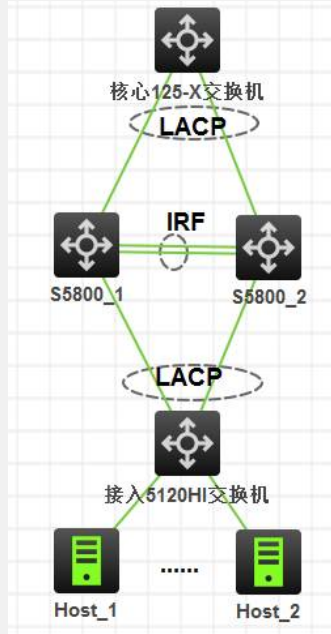 核心125-X交换机
LACP
IRF
S5800_1
S5800_2
LACP
接入5120HI交换机
......
Host_1
Host_2